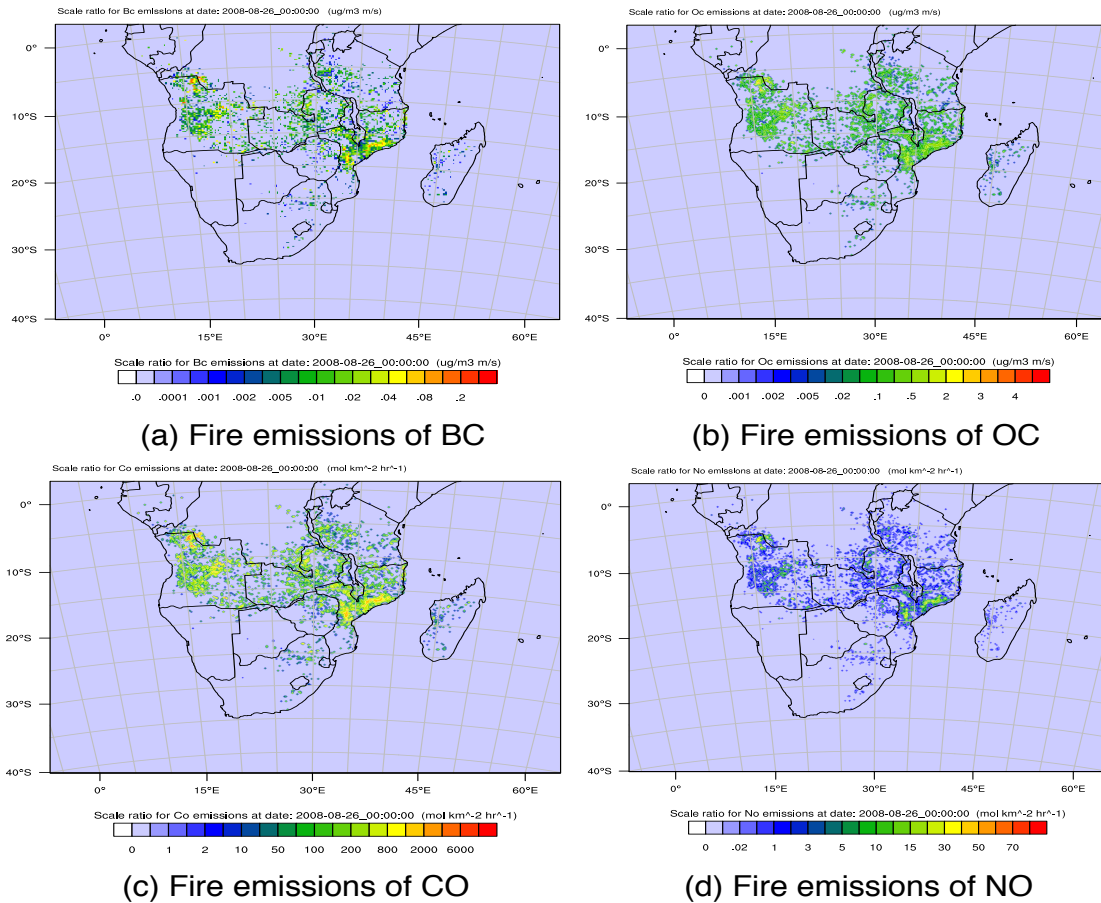 Scale ratio for Bc emissions at date: 2008-08-26_00:00:00 (ug/m3 m/s)
0°
10°S
20°S
30°S
40°S
0° 15°E 30°E 45°E 60°E
Scale ratio for Bc emissions at date: 2008-08-26_00:00:00 (ug/m3 m/s)
.0 .0001 .001 .002 .005 .01 .02 .04 .08 .2
(a) Fire emissions of BC
Scale ratio for Oc emissions at date: 2008-08-26_00:00:00 (ug/m3 m/s)
0°
10°S
20°S
30°S
40°S
0° 15°E 30°E 45°E 60°E
Scale ratio for Oc emissions at date: 2008-08-26_00:00:00 (ug/m3 m/s)
0 .001 .002 .005 .02 .1 .5 2 3 4
(b) Fire emissions of OC
Scale ratio for Co emissions at date: 2008-08-26_00:00:00 (mol km^-2 hr^-1)
0°
10°S
20°S
30°S
40°S
0° 15°E 30°E 45°E 60°E
Scale ratio for Co emissions at date: 2008-08-26_00:00:00 (mol km^-2 hr^-1)
0 1 2 10 50 100 200 800 2000 6000
(c) Fire emissions of CO
Scale ratio for No emissions at date: 2008-08-26_00:00:00 (mol km^-2 hr^-1)
0°
10°S
20°S
30°S
40°S
0° 15°E 30°E 45°E 60°E
Scale ratio for No emissions at date: 2008-08-26_00:00:00 (mol km^-2 hr^-1)
0 .02 1 3 5 10 15 30 50 70
(d) Fire emissions of NO